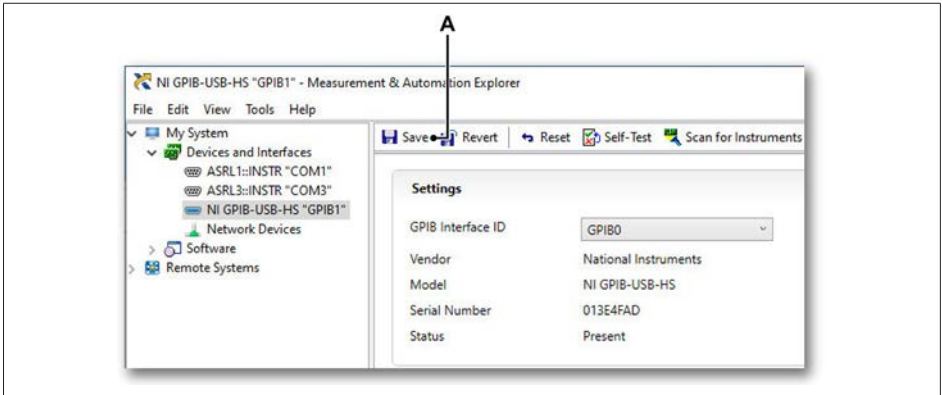 A
NI GPIB-USB-HS "GPIB1" - Measurement & Automation Explorer
File Edit View Tools Help
My System
Devices and Interfaces
ASRL1::INSTR "COM1"
ASRL3::INSTR "COM3"
NI GPIB-USB-HS "GPIB1"
Network Devices
Software
Remote Systems
Save Revert Reset Self-Test Scan for Instruments
Settings
GPIB Interface ID GPIB0
Vendor National Instruments
Model NI GPIB-USB-HS
Serial Number 013E4FAD
Status Present